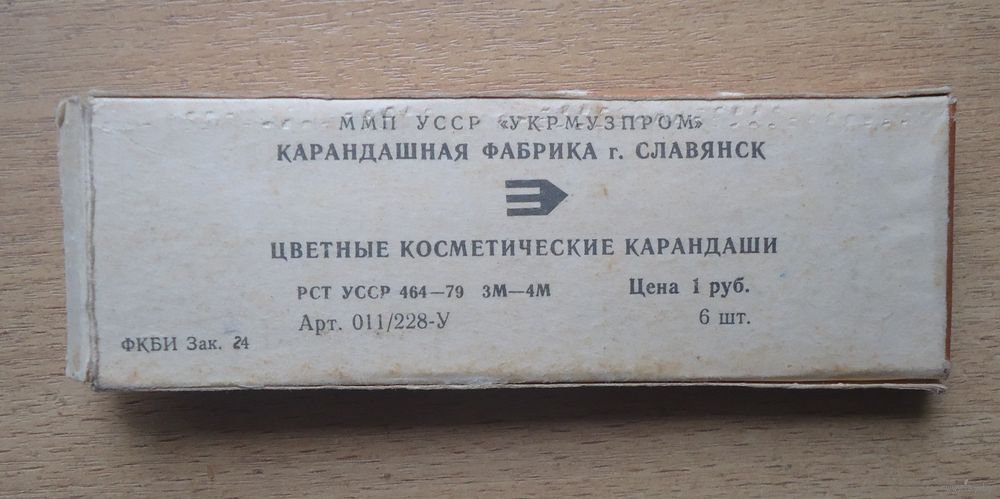 ММП УССР «УКРМУЗПРОМ»
КАРАНДАШНАЯ ФАБРИКА г. СЛАВЯНСК
ЦВЕТНЫЕ КОСМЕТИЧЕСКИЕ КАРАНДАШИ
РСТ УССР 464—79 3М—4М Цена 1 руб.
Арт. 011/228-У 6 шт.
ФКБИ Зак. 24